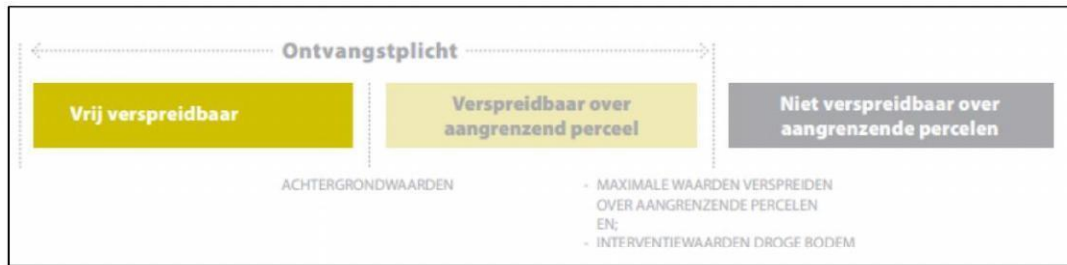 Ontvangstplicht
Vrij verspreidbaar
Verspreidbaar over
aangrenzend perceel
Niet verspreidbaar over
aangrenzende percelen
ACHTERGRONDWAARDEN
- MAXIMALE WAARDEN VERSPREIDEN
OVER AANGRENZENDE PERCELEN
EN;
- INTERVENTIEWAARDEN DROGE BODEM